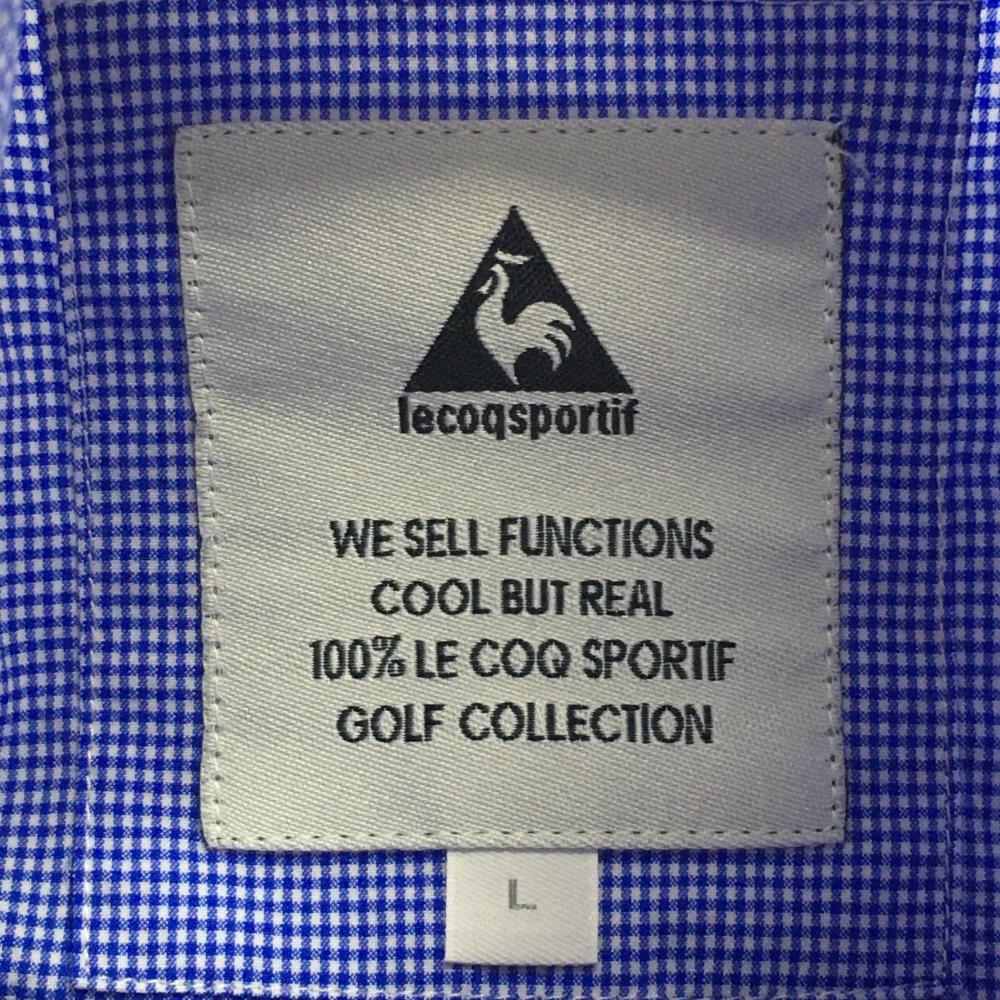 lecoqsportif
WE SELL FUNCTIONS
COOL BUT REAL
100% LE COQ SPORTIF
GOLF COLLECTION
L